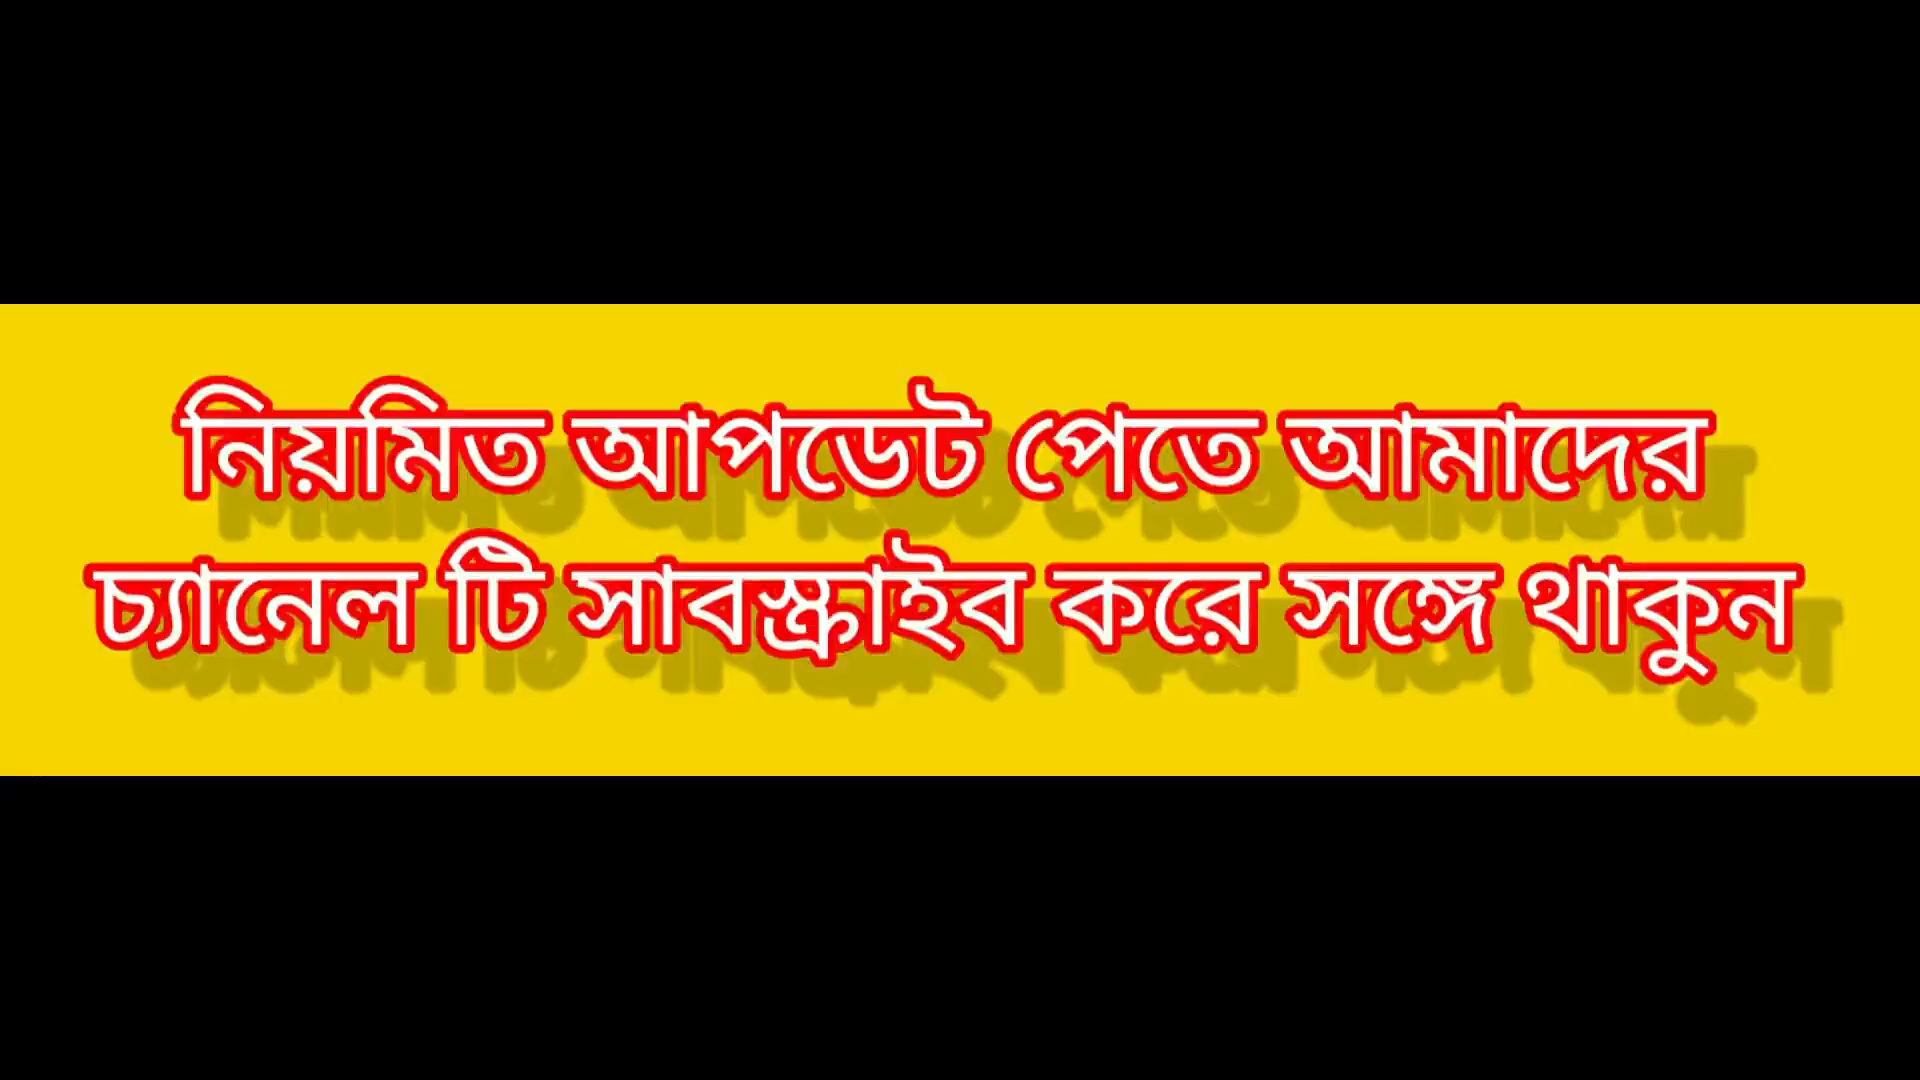 নিয়মিত আপডেট পেতে আমাদের
চ্যানেল টি সাবস্ক্রাইব করে সঙ্গে থাকুন